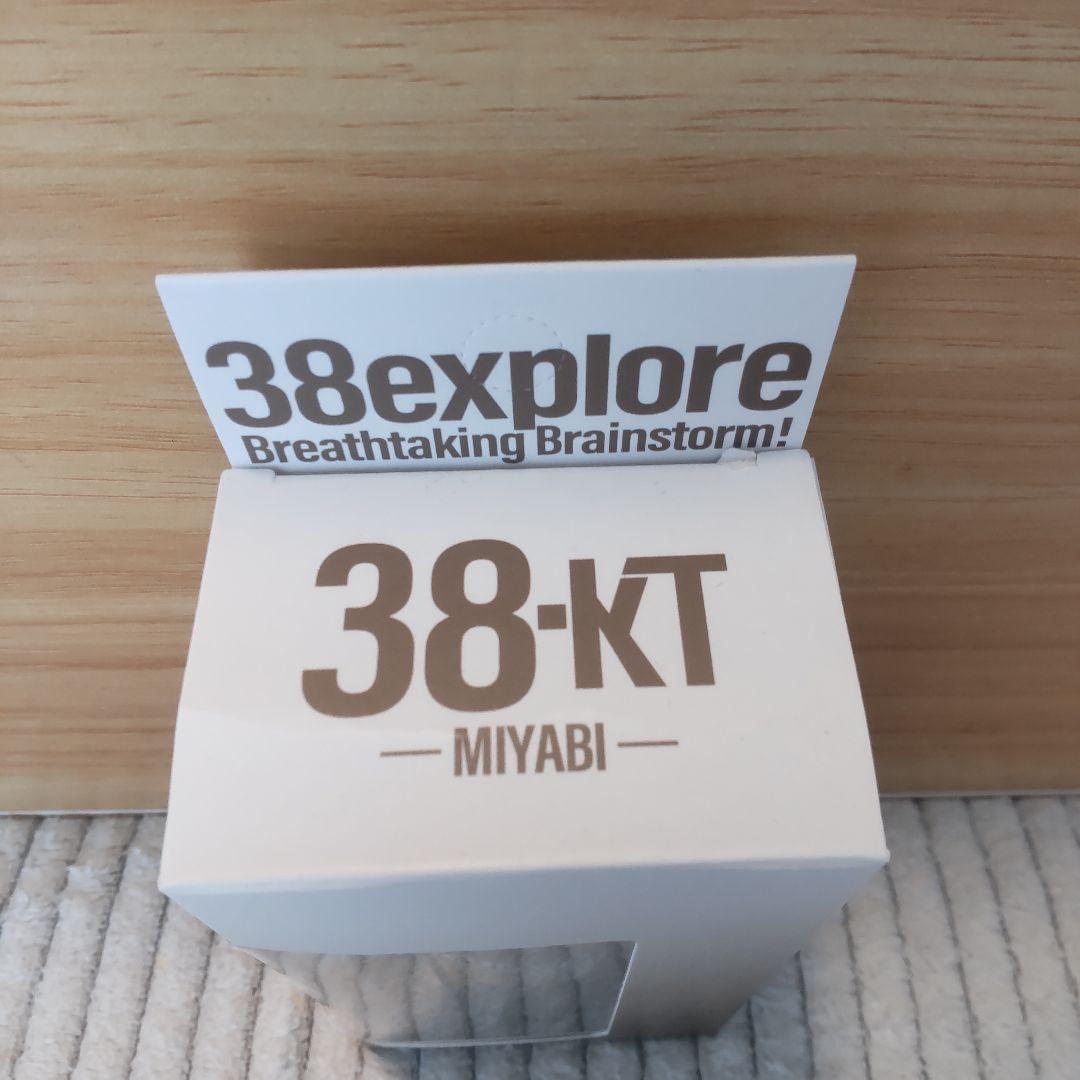 38explore
Breathtaking Brainstorm!
38-KT
— MIYABI —